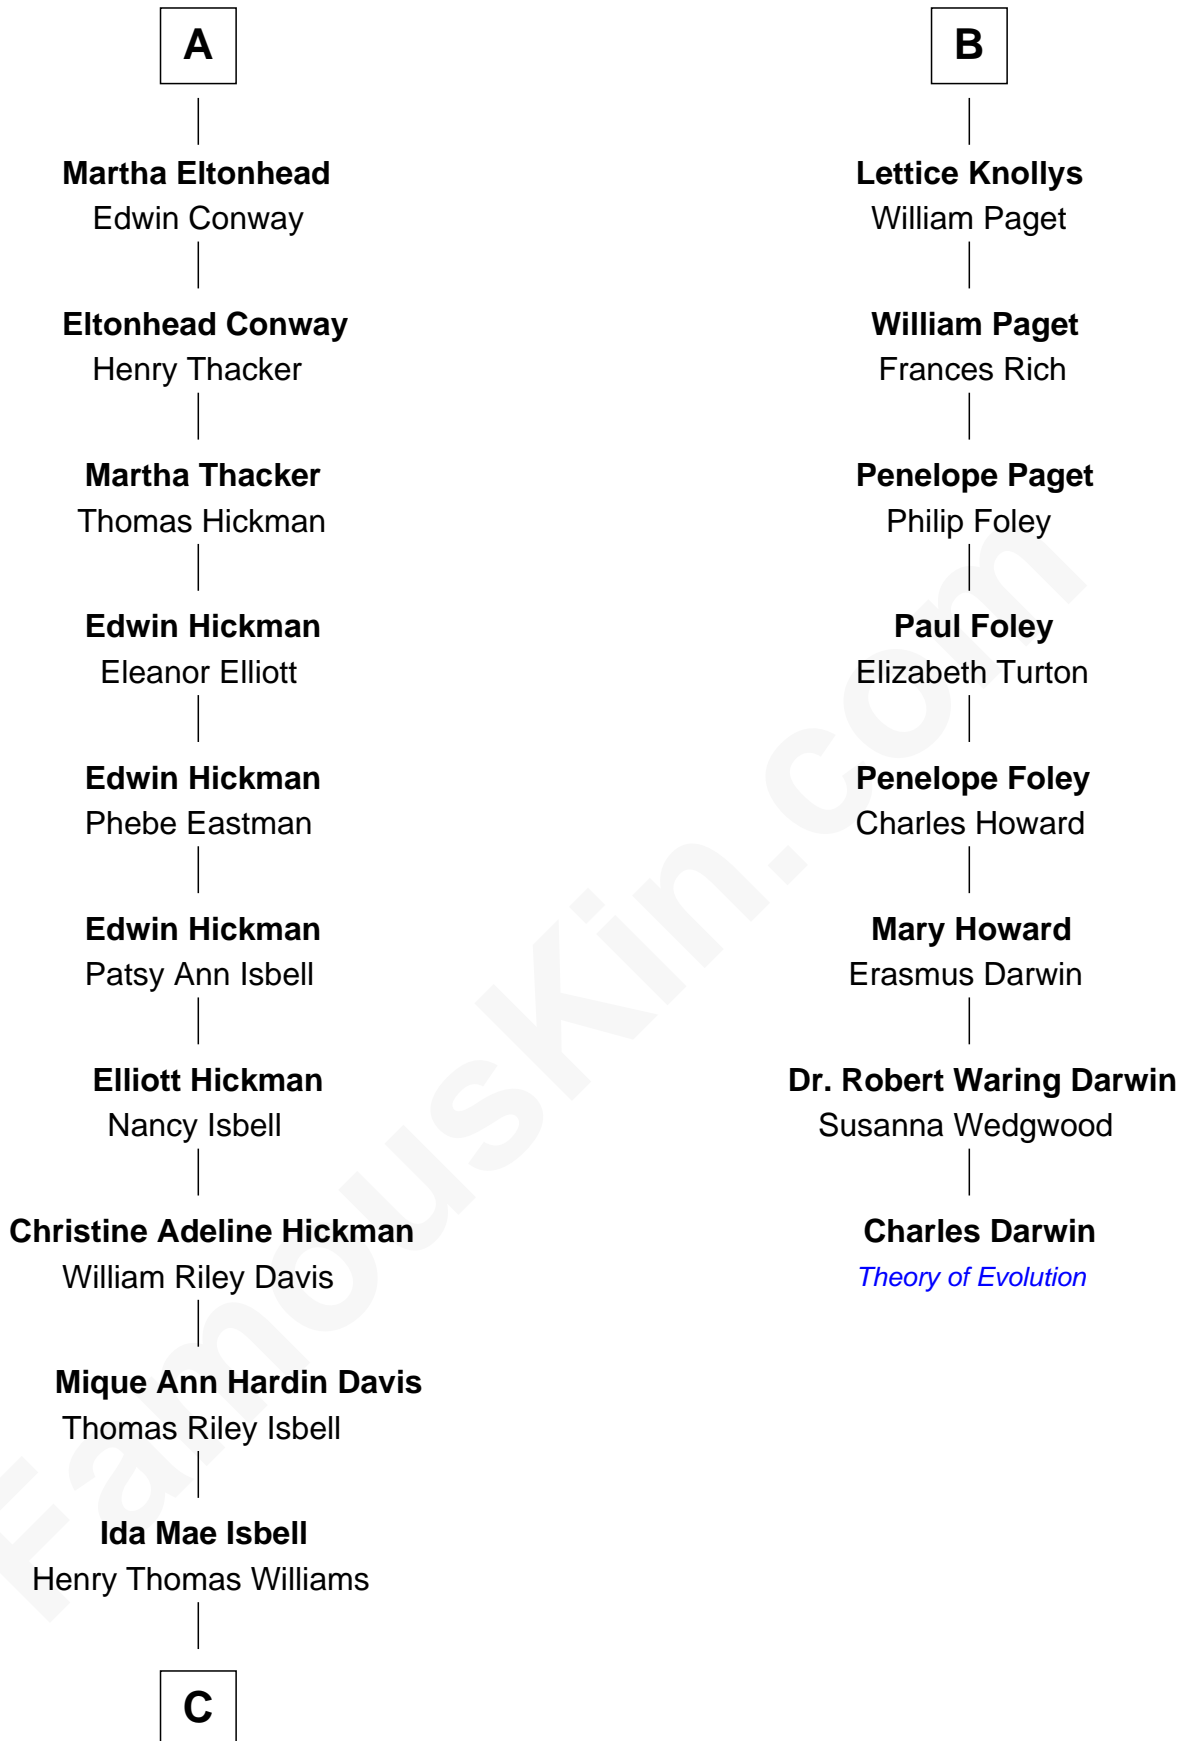 A
Martha Eltonhead
Edwin Conway
Eltonhead Conway
Henry Thacker
Martha Thacker
Thomas Hickman
Edwin Hickman
Eleanor Elliott
Edwin Hickman
Phebe Eastman
Edwin Hickman
Patsy Ann Isbell
Elliott Hickman
Nancy Isbell
Christine Adeline Hickman
William Riley Davis
Mique Ann Hardin Davis
Thomas Riley Isbell
Ida Mae Isbell
Henry Thomas Williams
C
B
Lettice Knollys
William Paget
William Paget
Frances Rich
Penelope Paget
Philip Foley
Paul Foley
Elizabeth Turton
Penelope Foley
Charles Howard
Mary Howard
Erasmus Darwin
Dr. Robert Waring Darwin
Susanna Wedgwood
Charles Darwin
Theory of Evolution
FamousKin.com